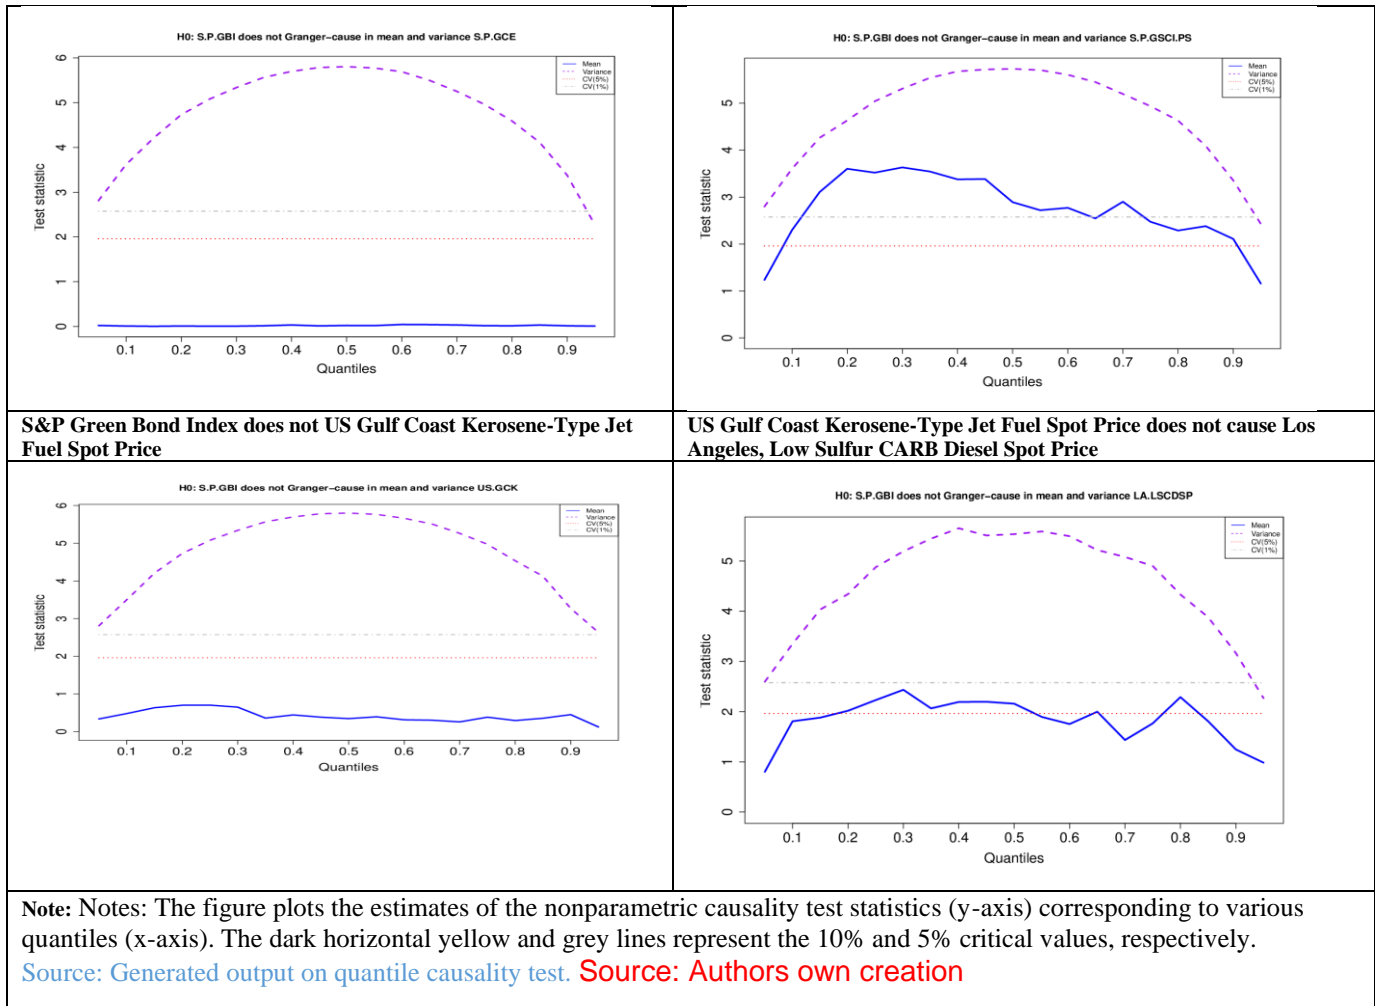 H0: S.P.GBI does not Granger−cause in mean and variance S.P.GCE
Mean
Variance
CV(5%)
CV(1%)
Test statistic
6
5
4
3
2
1
0
0.1 0.2 0.3 0.4 0.5 0.6 0.7 0.8 0.9
Quantiles
H0: S.P.GBI does not Granger−cause in mean and variance S.P.GSCI.PS
Mean
Variance
CV(5%)
CV(1%)
Test statistic
5
4
3
2
1
0
0.1 0.2 0.3 0.4 0.5 0.6 0.7 0.8 0.9
Quantiles
S&P Green Bond Index does not US Gulf Coast Kerosene-Type Jet
Fuel Spot Price
US Gulf Coast Kerosene-Type Jet Fuel Spot Price does not cause Los
Angeles, Low Sulfur CARB Diesel Spot Price
H0: S.P.GBI does not Granger−cause in mean and variance US.GCK
Mean
Variance
CV(5%)
CV(1%)
Test statistic
6
5
4
3
2
1
0
0.1 0.2 0.3 0.4 0.5 0.6 0.7 0.8 0.9
Quantiles
H0: S.P.GBI does not Granger−cause in mean and variance LA.LSCDSP
Mean
Variance
CV(5%)
CV(1%)
Test statistic
5
4
3
2
1
0
0.1 0.2 0.3 0.4 0.5 0.6 0.7 0.8 0.9
Quantiles
Note: Notes: The figure plots the estimates of the nonparametric causality test statistics (y-axis) corresponding to various
quantiles (x-axis). The dark horizontal yellow and grey lines represent the 10% and 5% critical values, respectively.
Source: Generated output on quantile causality test. Source: Authors own creation